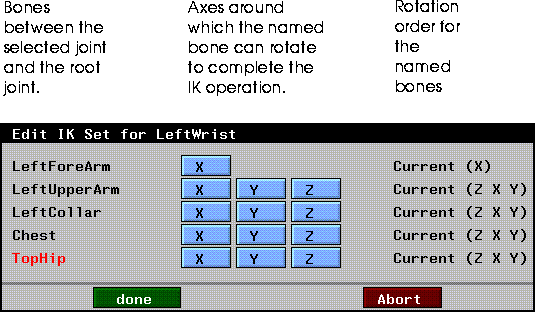 Bones
between the
selected joint
and the root
joint.
Axes around
which the named
bone can rotate
to complete the
IK operation.
Rotation
order for
the
named
bones
Edit IK Set for LeftWrist
LeftForeArm X Current (X)
LeftUpperArm X Y Z Current (Z X Y)
LeftCollar X Y Z Current (Z X Y)
Chest X Y Z Current (Z X Y)
TopHip X Y Z Current (Z X Y)
done Abort